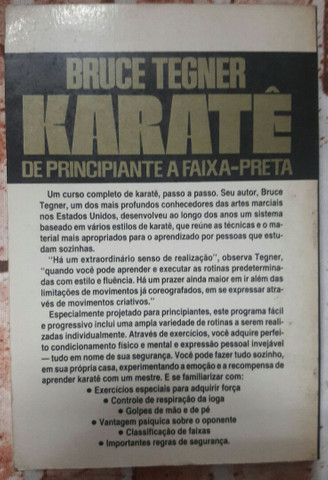 BRUCE TEGNER
KARATÊ
DE PRINCIPIANTE A FAIXA-PRETA
Um curso completo de karatê, passo a passo. Seu autor, Bruce
Tegner, um dos mais profundos conhecedores das artes marciais
nos Estados Unidos, desenvolveu ao longo dos anos um sistema
baseado em vários estilos de karatê, que reúne as técnicas e o ma-
terial mais apropriados para o aprendizado por pessoas que estu-
dam sozinhas.
"Há um extraordinário senso de realização", observa Tegner,
"quando você pode aprender e executar as rotinas predetermina-
das com estilo e fluência. Há um prazer ainda maior em ir além das
limitações de movimentos já coreografados, em se expressar atra-
vés de movimentos criativos."
Especialmente projetado para principiantes, este programa fácil
e progressivo inclui uma ampla variedade de rotinas a serem reali-
zadas individualmente. Através de exercícios, você adquire perfei-
to condicionamento físico e mental e expressão pessoal invejável
— tudo em nome de sua segurança. Você pode fazer tudo sozinho,
em sua própria casa, experimentando a emoção e a recompensa de
aprender karatê com um mestre. E se familiarizar com:
● Exercícios especiais para adquirir força
● Controle de respiração da Ioga
● Golpes de mão e de pé
● Vantagem psíquica sobre o oponente
● Classificação de faixas
● Importantes regras de segurança.